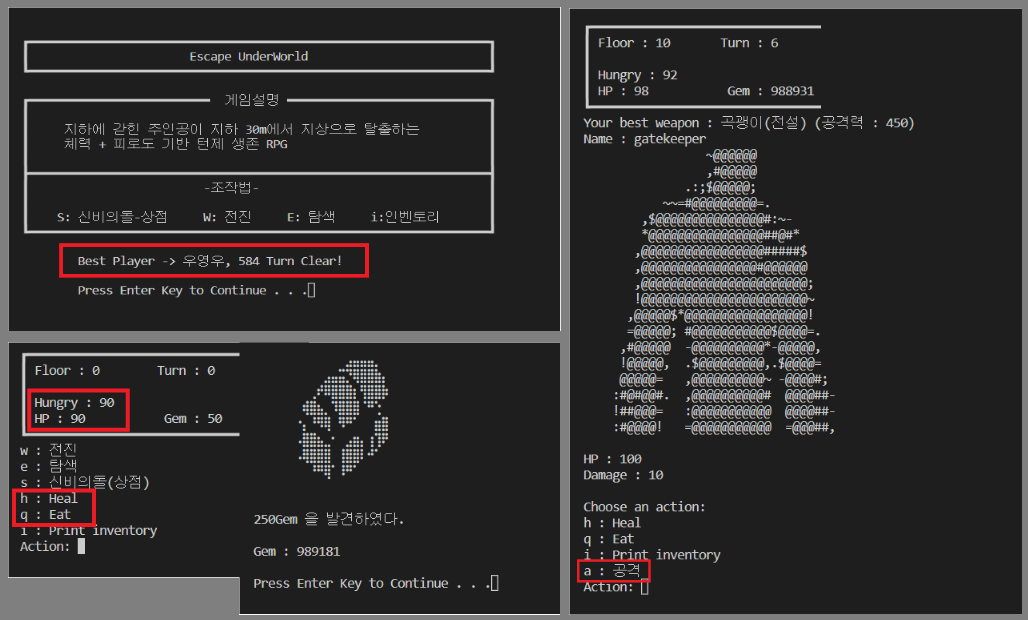 Escape UnderWorld
게임설명
지하에 갇힌 주인공이 지하 30m에서 지상으로 탈출하는
체력 + 피로도 기반 턴제 생존 RPG
-조작법-
S: 신비의돌-상점 W: 전진 E: 탐색 i:인벤토리
Best Player -> 우영우, 584 Turn Clear!
Press Enter Key to Continue . . .
Floor : 0 Turn : 0
Hungry : 90
HP : 90 Gem : 50
w : 전진
e : 탐색
s : 신비의돌(상점)
h : Heal
q : Eat
i : Print inventory
Action:
250Gem 을 발견하였다.
Gem : 989181
Press Enter Key to Continue . . .
Floor : 10 Turn : 6
Hungry : 92
HP : 98 Gem : 988931
Your best weapon : 곡괭이(전설) (공격력 : 450)
Name : gatekeeper
HP : 100
Damage : 10
Choose an action:
h : Heal
q : Eat
i : Print inventory
a : 공격
Action: